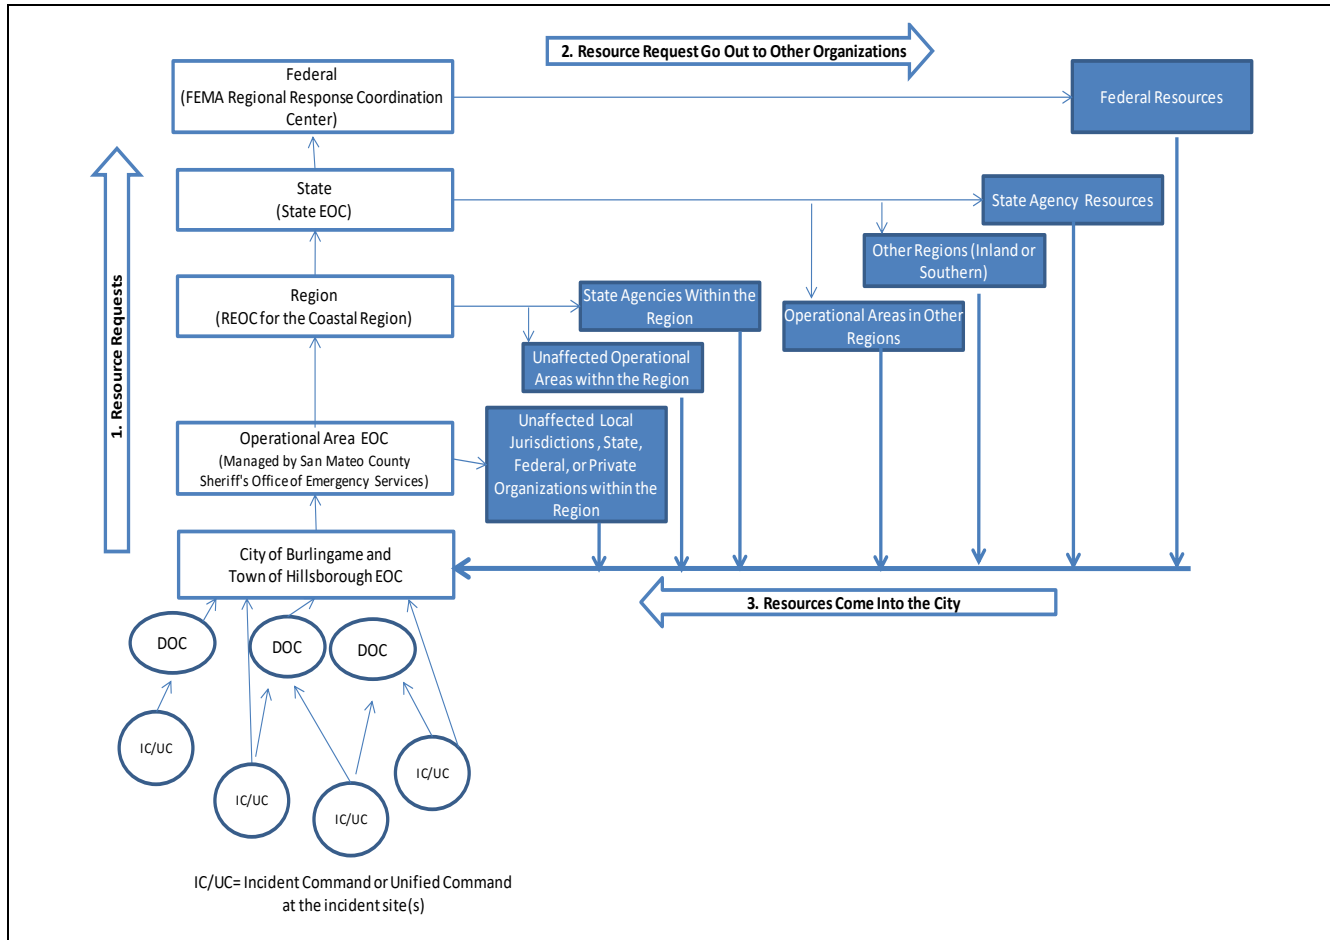 2. Resource Request Go Out to Other Organizations
Federal
(FEMA Regional Response Coordination
Center)
Federal Resources
State
(State EOC)
State Agency Resources
Other Regions (Inland or
Southern)
Region
(REOC for the Coastal Region)
State Agencies Within the
Region
Operational Areas in Other
Regions
Unaffected Operational
Areas withn the Region
1. Resource Requests
Operational Area EOC
(Managed by San Mateo County
Sheriff's Office of Emergency Services)
Unaffected Local
Jurisdictions , State,
Federal, or Private
Organizations within the
Region
City of Burlingame and
Town of Hillsborough EOC
3. Resources Come Into the City
DOC
DOC
DOC
IC/UC
IC/UC
IC/UC
IC/UC
IC/UC= Incident Command or Unified Command
at the incident site(s)